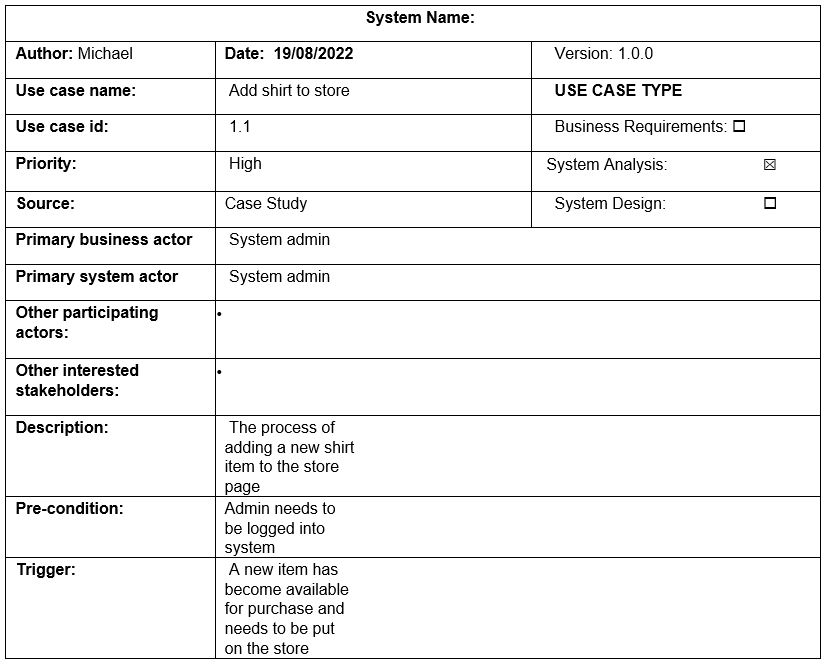 System Name:
Author: Michael
Date: 19/08/2022
Version: 1.0.0
Use case name:
Add shirt to store
USE CASE TYPE
Use case id:
1.1
Business Requirements: ☐
Priority:
High
System Analysis: ☒
Source:
Case Study
System Design: ☐
Primary business actor
System admin
Primary system actor
System admin
Other participating
actors:
•
Other interested
stakeholders:
•
Description:
The process of
adding a new shirt
item to the store
page
Pre-condition:
Admin needs to
be logged into
system
Trigger:
A new item has
become available
for purchase and
needs to be put
on the store